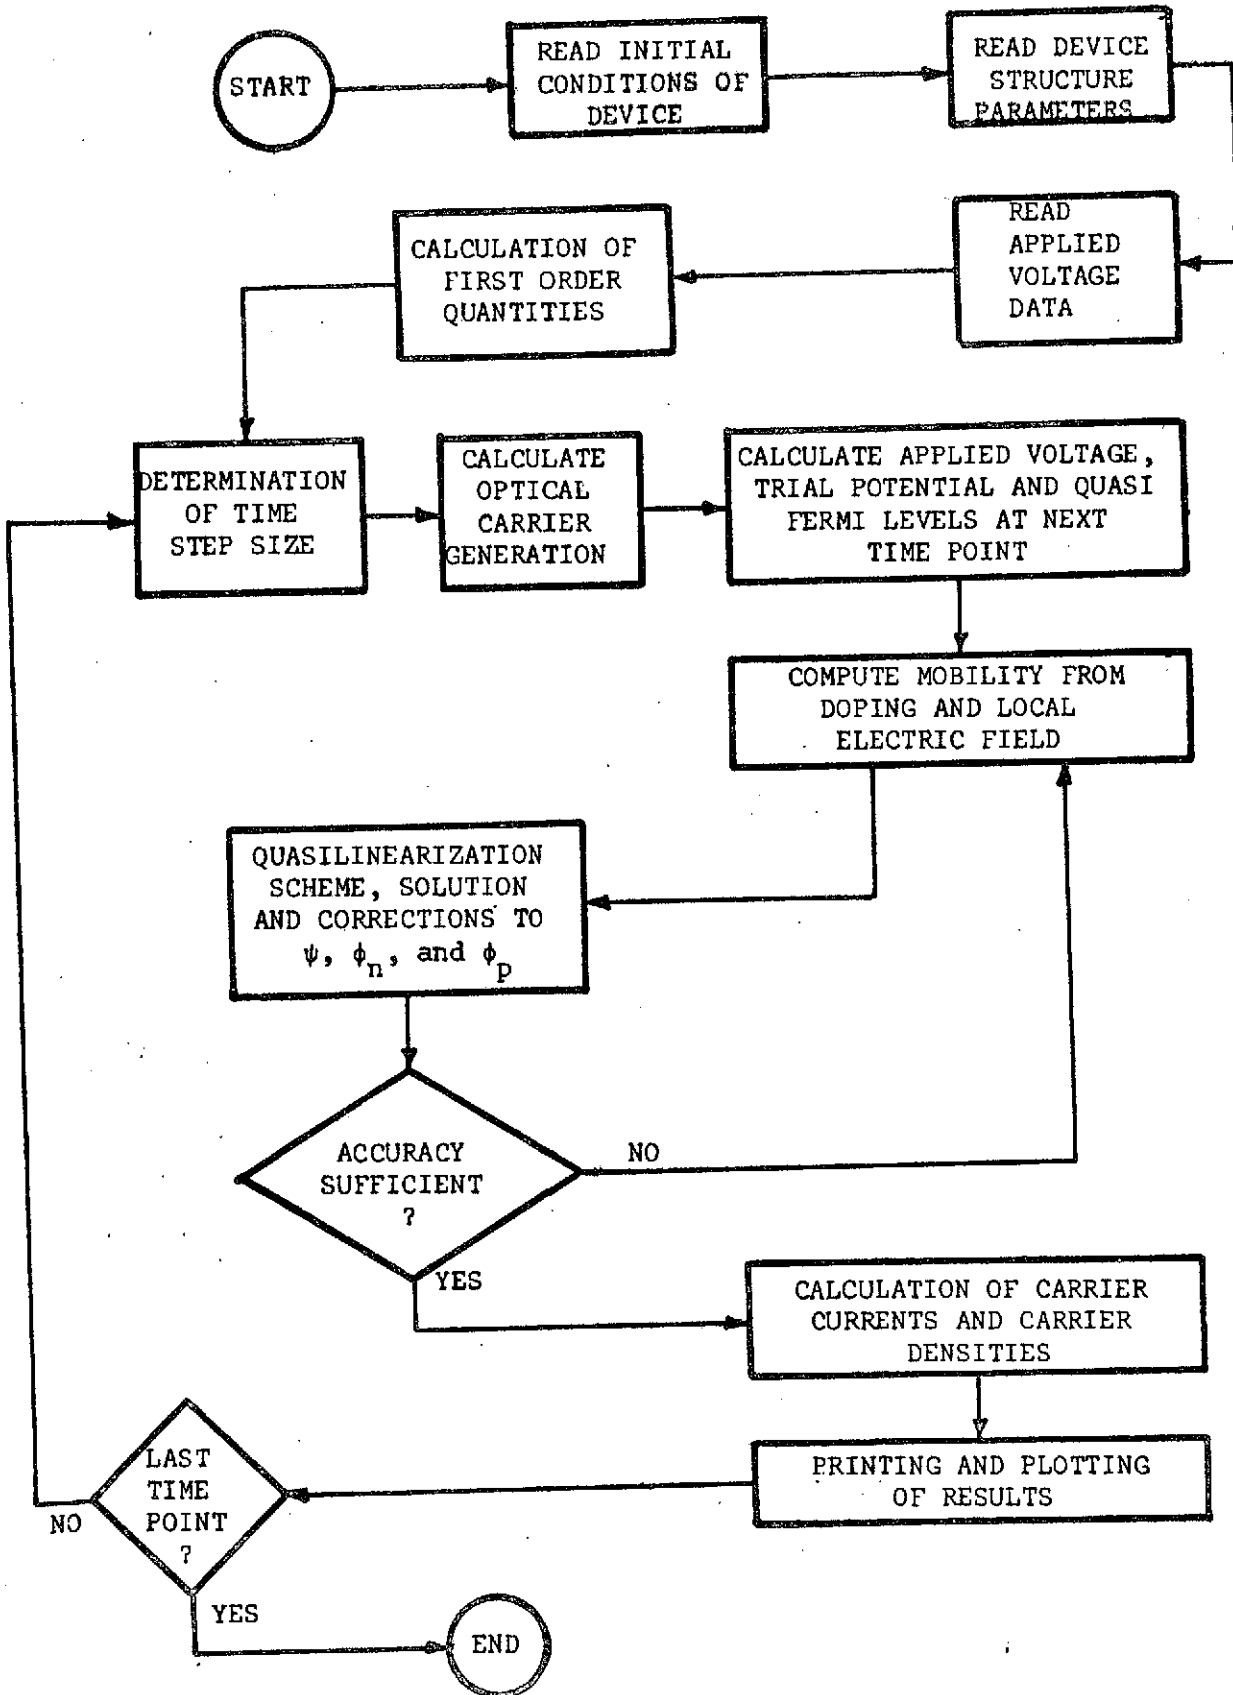 START
READ INITIAL
CONDITIONS OF
DEVICE
READ DEVICE
STRUCTURE
PARAMETERS
READ
APPLIED
VOLTAGE
DATA
CALCULATION OF
FIRST ORDER
QUANTITIES
DETERMINATION
OF TIME
STEP SIZE
CALCULATE
OPTICAL
CARRIER
GENERATION
CALCULATE APPLIED VOLTAGE,
TRIAL POTENTIAL AND QUASI
FERMI LEVELS AT NEXT
TIME POINT
COMPUTE MOBILITY FROM
DOPING AND LOCAL
ELECTRIC FIELD
QUASILINEARIZATION
SCHEME, SOLUTION
AND CORRECTIONS TO
ψ, ϕn, and ϕp
ACCURACY
SUFFICIENT
?
NO
YES
CALCULATION OF CARRIER
CURRENTS AND CARRIER
DENSITIES
PRINTING AND PLOTTING
OF RESULTS
LAST
TIME
POINT
?
NO
YES
END